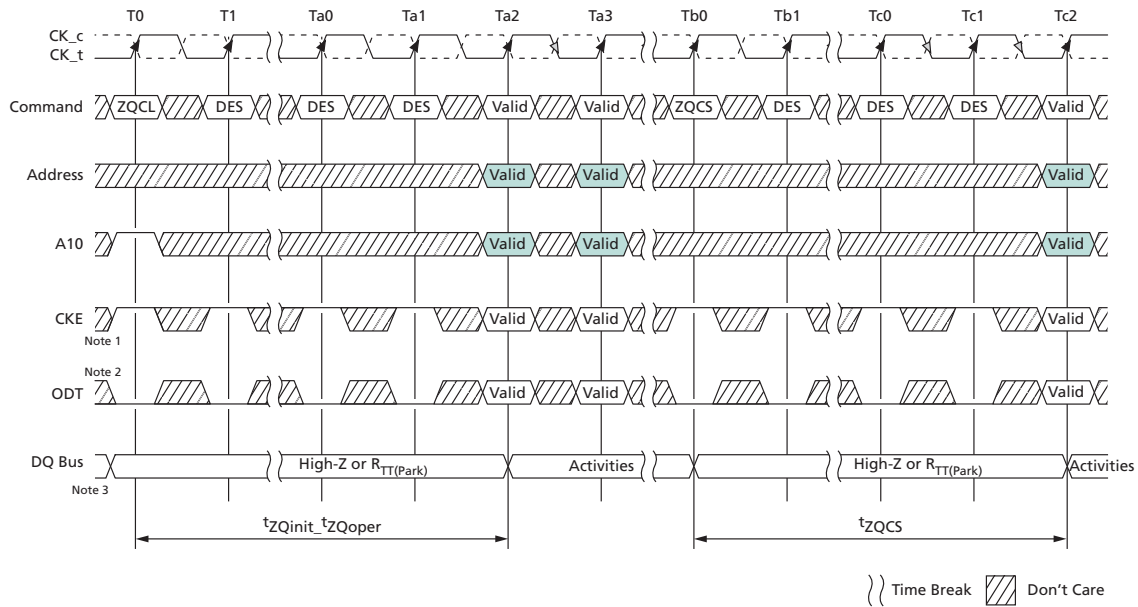 T0 T1 Ta0 Ta1 Ta2 Ta3 Tb0 Tb1 Tc0 Tc1 Tc2
CK_c
CK_t
Command ZQCL DES DES DES Valid Valid ZQCS DES DES DES Valid
Address Valid Valid Valid
A10 Valid Valid Valid
CKE Valid Valid Valid
Note 1
Note 2
ODT Valid Valid Valid
DQ Bus High-Z or RTT(Park) Activities High-Z or RTT(Park) Activities
Note 3
tZQinit_tZQoper tZQCS
Time Break Don't Care